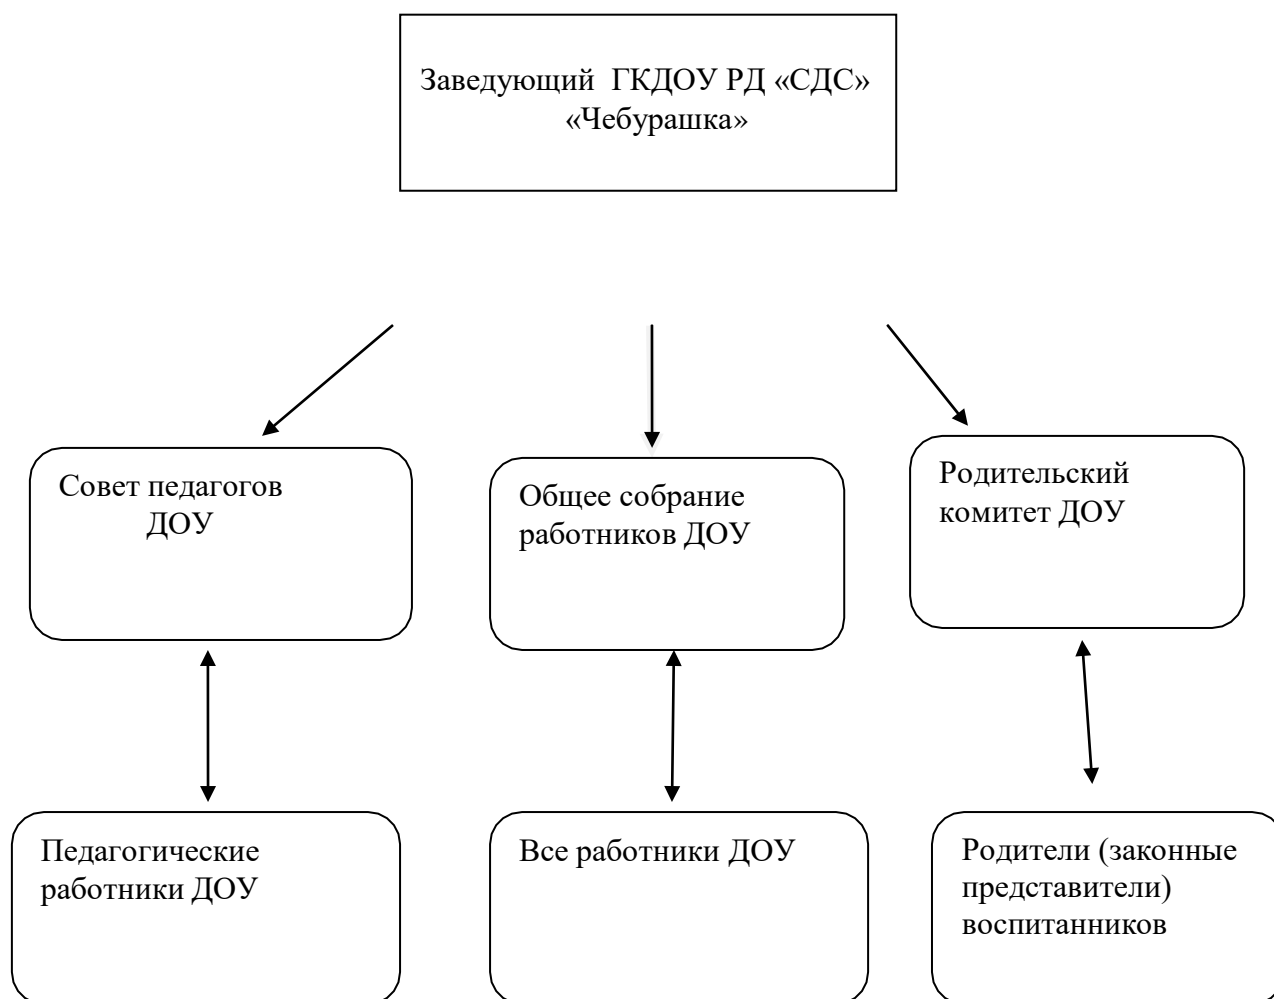 Заведующий ГКДОУ РД «СДС»
«Чебурашка»
Совет педагогов
ДОУ
Общее собрание
работников ДОУ
Родительский
комитет ДОУ
Педагогические
работники ДОУ
Все работники ДОУ
Родители (законные
представители)
воспитанников